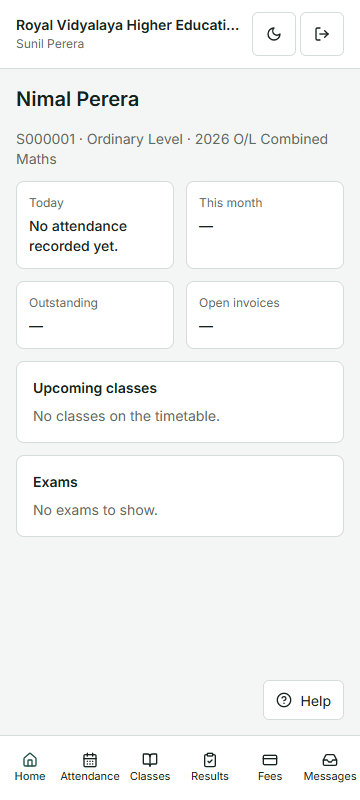 Royal Vidyalaya Higher Educati...
Sunil Perera
Nimal Perera
S000001 · Ordinary Level · 2026 O/L Combined
Maths
Today
No attendance
recorded yet.
This month
—
Outstanding
—
Open invoices
—
Upcoming classes
No classes on the timetable.
Exams
No exams to show.
Help
Home
Attendance
Classes
Results
Fees
Messages